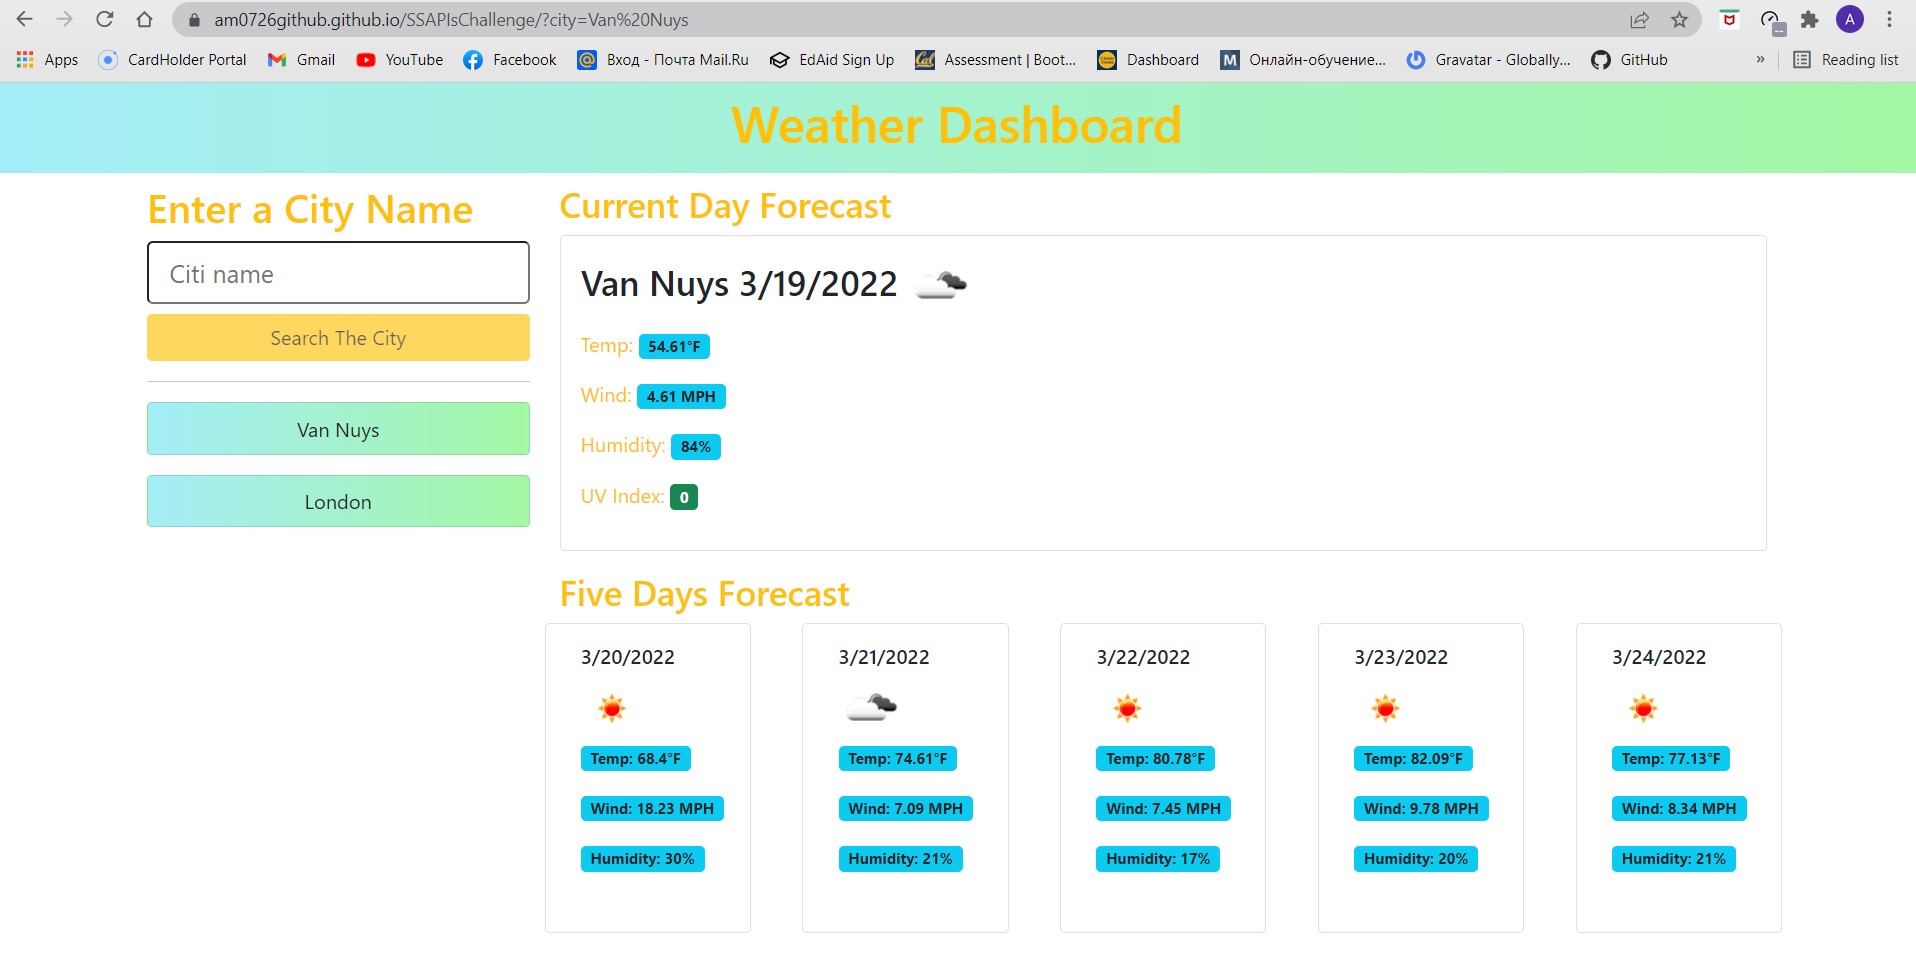 am0726github.github.io/SSAPIsChallenge/?city=Van%20Nuys
A
Apps CardHolder Portal Gmail YouTube Facebook Вход - Почта Mail.Ru EdAid Sign Up Cal Assessment | Boot... Dashboard M Онлайн-обучение... Gravatar - Globally... GitHub » Reading list
Weather Dashboard
Enter a City Name
Citi name
Search The City
Van Nuys
London
Current Day Forecast
Van Nuys 3/19/2022
Temp: 54.61°F
Wind: 4.61 MPH
Humidity: 84%
UV Index: 0
Five Days Forecast
3/20/2022
Temp: 68.4°F
Wind: 18.23 MPH
Humidity: 30%
3/21/2022
Temp: 74.61°F
Wind: 7.09 MPH
Humidity: 21%
3/22/2022
Temp: 80.78°F
Wind: 7.45 MPH
Humidity: 17%
3/23/2022
Temp: 82.09°F
Wind: 9.78 MPH
Humidity: 20%
3/24/2022
Temp: 77.13°F
Wind: 8.34 MPH
Humidity: 21%